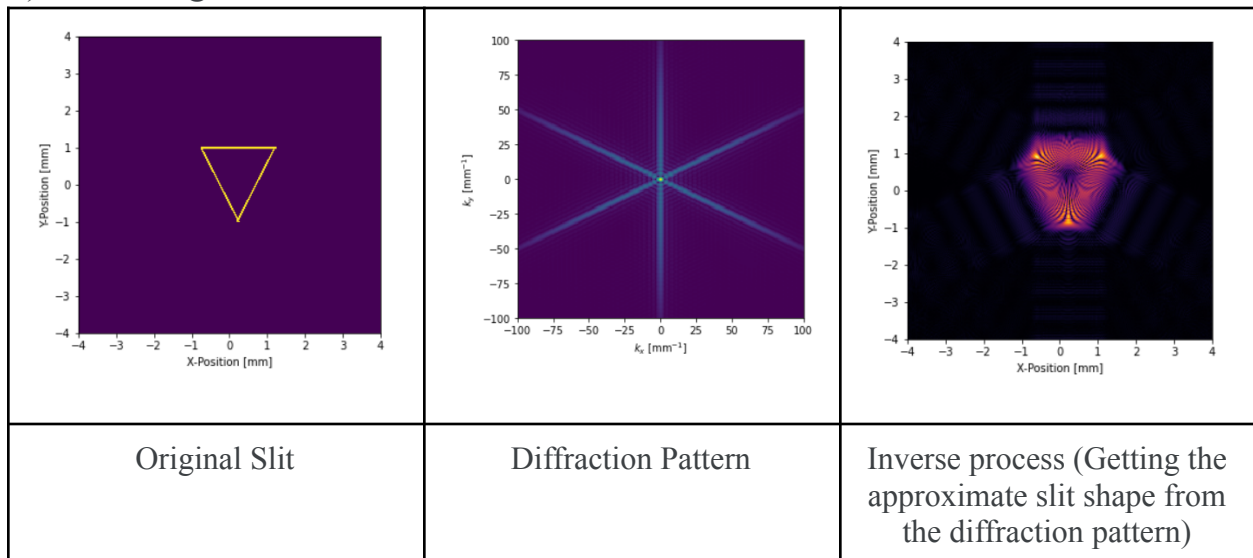 4
3
2
1
0
−1
−2
−3
−4
−4 −3 −2 −1 0 1 2 3 4
Y-Position [mm]
X-Position [mm]
100
75
50
25
0
−25
−50
−75
−100
−100 −75 −50 −25 0 25 50 75 100
ky [mm⁻¹]
kx [mm⁻¹]
4
3
2
1
0
−1
−2
−3
−4
−4 −3 −2 −1 0 1 2 3 4
Y-Position [mm]
X-Position [mm]
Original Slit
Diffraction Pattern
Inverse process (Getting the
approximate slit shape from
the diffraction pattern)